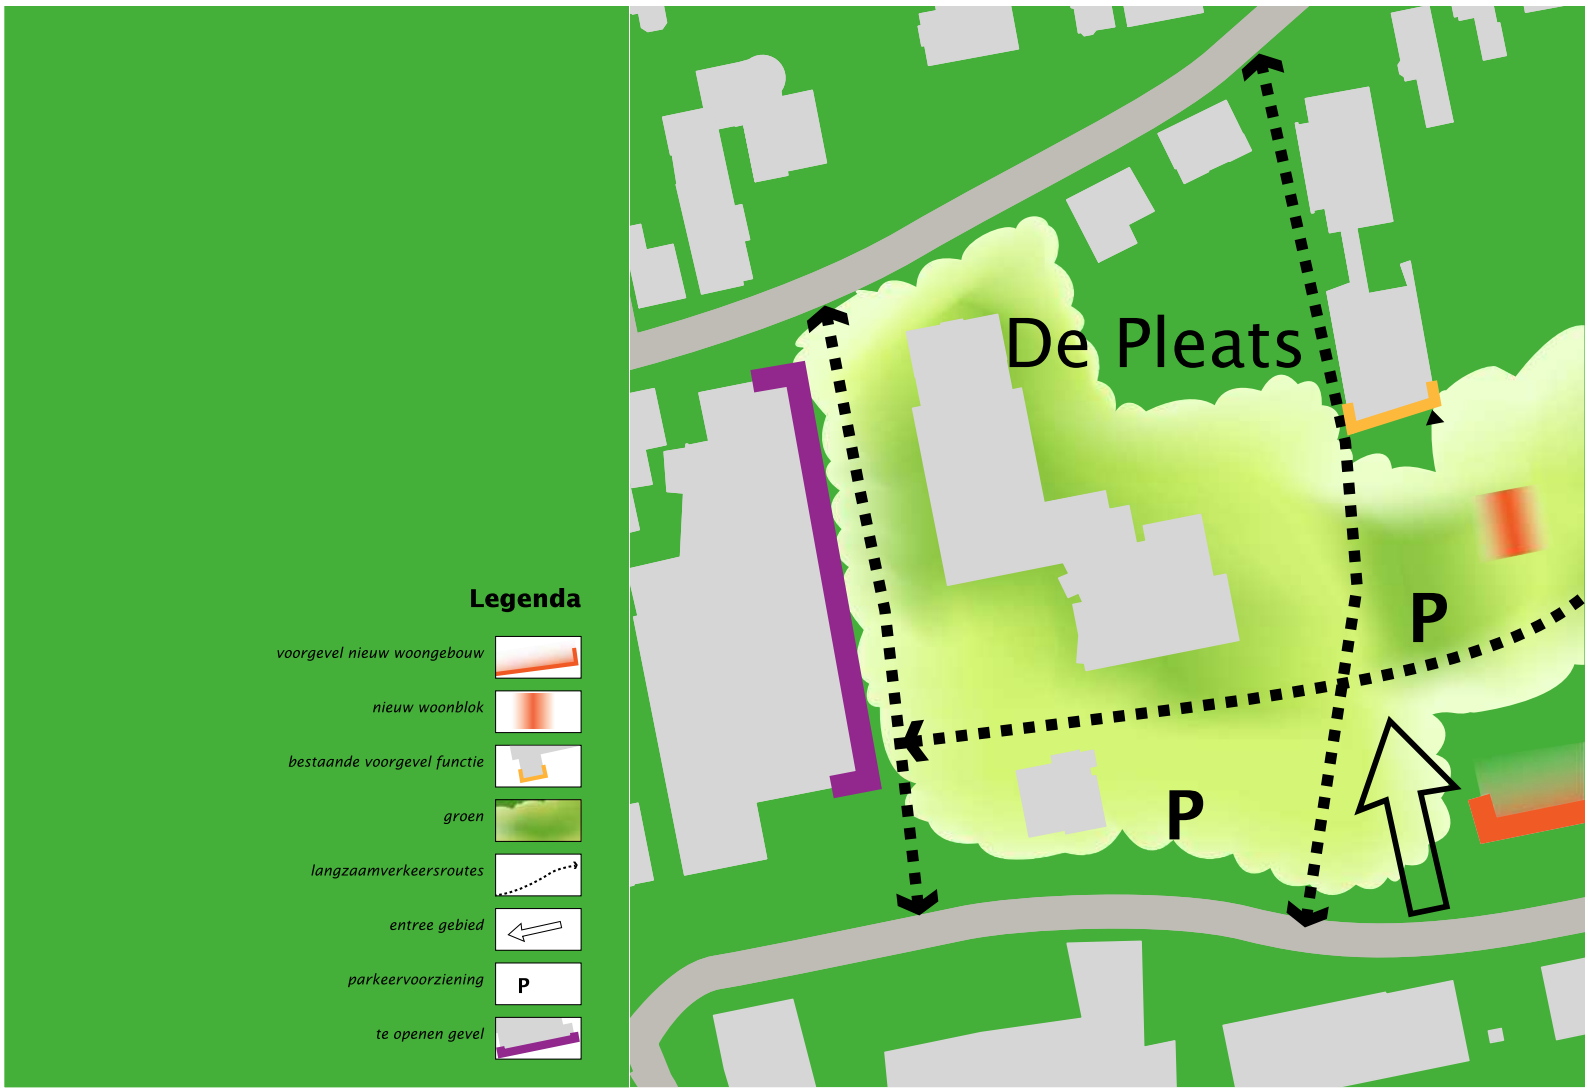 De Pleats
P
P
Legenda
voorgevel nieuw woongebouw
nieuw woonblok
bestaande voorgevel functie
groen
langzaamverkeersroutes
entree gebied
parkeervoorziening
P
te openen gevel